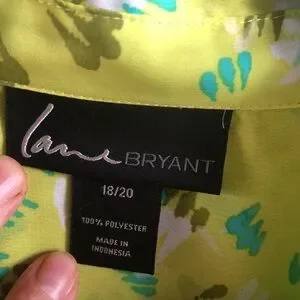 Lane BRYANT
18/20
100% POLYESTER
MADE IN
INDONESIA